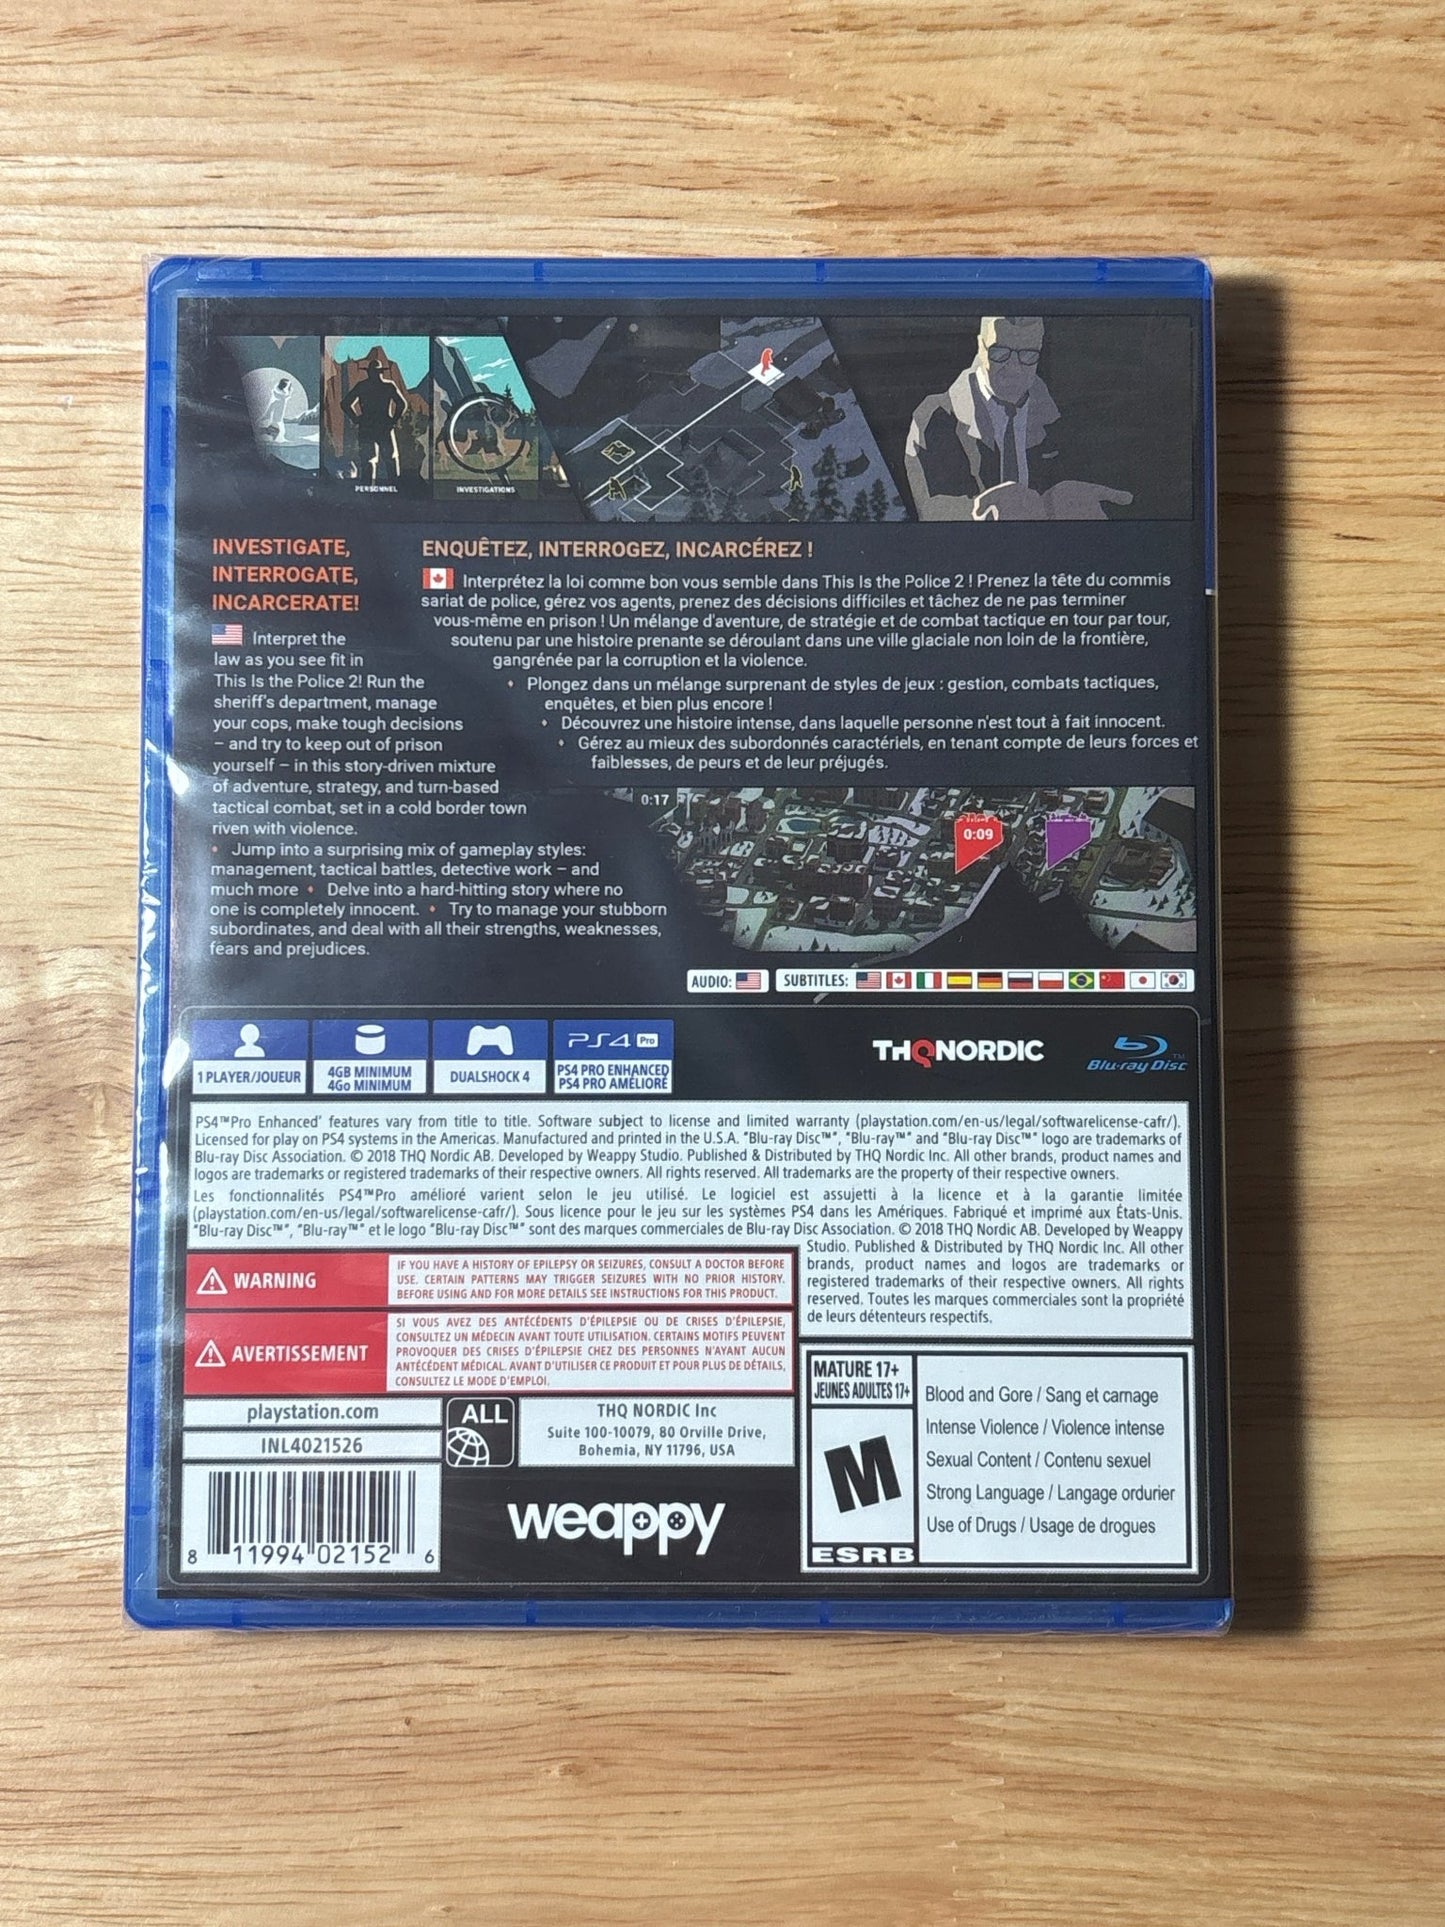 PERSONNEL
INVESTIGATIONS
INVESTIGATE,
INTERROGATE,
INCARCERATE!
Interpret the
law as you see fit in
This Is the Police 2! Run the
sheriff's department, manage
your cops, make tough decisions
– and try to keep out of prison
yourself – in this story-driven mixture
of adventure, strategy, and turn-based
tactical combat, set in a cold border town
riven with violence.
• Jump into a surprising mix of gameplay styles:
management, tactical battles, detective work – and
much more • Delve into a hard-hitting story where no
one is completely innocent. • Try to manage your stubborn
subordinates, and deal with all their strengths, weaknesses,
fears and prejudices.
ENQUÊTEZ, INTERROGEZ, INCARCÉREZ !
Interprétez la loi comme bon vous semble dans This Is the Police 2 ! Prenez la tête du commis
sariat de police, gérez vos agents, prenez des décisions difficiles et tâchez de ne pas terminer
vous-même en prison ! Un mélange d'aventure, de stratégie et de combat tactique en tour par tour,
soutenu par une histoire prenante se déroulant dans une ville glaciale non loin de la frontière,
gangrénée par la corruption et la violence.
• Plongez dans un mélange surprenant de styles de jeux : gestion, combats tactiques,
enquêtes, et bien plus encore !
• Découvrez une histoire intense, dans laquelle personne n'est tout à fait innocent.
• Gérez au mieux des subordonnés caractériels, en tenant compte de leurs forces et
faiblesses, de peurs et de leur préjugés.
0:17
0:09
AUDIO: SUBTITLES:
1 PLAYER/JOUEUR
4GB MINIMUM
4Go MINIMUM
DUALSHOCK 4
PS4 Pro
PS4 PRO ENHANCED
PS4 PRO AMÉLIORÉ
THQ NORDIC
Blu-ray Disc™
PS4™Pro Enhanced' features vary from title to title. Software subject to license and limited warranty (playstation.com/en-us/legal/softwarelicense-cafr/).
Licensed for play on PS4 systems in the Americas. Manufactured and printed in the U.S.A. "Blu-ray Disc™", "Blu-ray™" and "Blu-ray Disc™" logo are trademarks of
Blu-ray Disc Association. © 2018 THQ Nordic AB. Developed by Weappy Studio. Published & Distributed by THQ Nordic Inc. All other brands, product names and
logos are trademarks or registered trademarks of their respective owners. All rights reserved. All trademarks are the property of their respective owners.
Les fonctionnalités PS4™Pro amélioré varient selon le jeu utilisé. Le logiciel est assujetti à la licence et à la garantie limitée
(playstation.com/en-us/legal/softwarelicense-cafr/). Sous licence pour le jeu sur les systèmes PS4 dans les Amériques. Fabriqué et imprimé aux États-Unis.
"Blu-ray Disc™", "Blu-ray™" et le logo "Blu-ray Disc™" sont des marques commerciales de Blu-ray Disc Association. © 2018 THQ Nordic AB. Developed by Weappy
Studio. Published & Distributed by THQ Nordic Inc. All other
brands, product names and logos are trademarks or
registered trademarks of their respective owners. All rights
reserved. Toutes les marques commerciales sont la propriété
de leurs détenteurs respectifs.
WARNING
IF YOU HAVE A HISTORY OF EPILEPSY OR SEIZURES, CONSULT A DOCTOR BEFORE
USE. CERTAIN PATTERNS MAY TRIGGER SEIZURES WITH NO PRIOR HISTORY.
BEFORE USING AND FOR MORE DETAILS SEE INSTRUCTIONS FOR THIS PRODUCT.
AVERTISSEMENT
SI VOUS AVEZ DES ANTÉCÉDENTS D'ÉPILEPSIE OU DE CRISES D'ÉPILEPSIE,
CONSULTEZ UN MÉDECIN AVANT TOUTE UTILISATION. CERTAINS MOTIFS PEUVENT
PROVOQUER DES CRISES D'ÉPILEPSIE CHEZ DES PERSONNES N'AYANT AUCUN
ANTÉCÉDENT MÉDICAL. AVANT D'UTILISER CE PRODUIT ET POUR PLUS DE DÉTAILS,
CONSULTEZ LE MODE D'EMPLOI.
playstation.com
INL4021526
ALL
THQ NORDIC Inc
Suite 100-10079, 80 Orville Drive,
Bohemia, NY 11796, USA
8 11994 02152 6
weappy
MATURE 17+
JEUNES ADULTES 17+
M
ESRB
Blood and Gore / Sang et carnage
Intense Violence / Violence intense
Sexual Content / Contenu sexuel
Strong Language / Langage ordurier
Use of Drugs / Usage de drogues